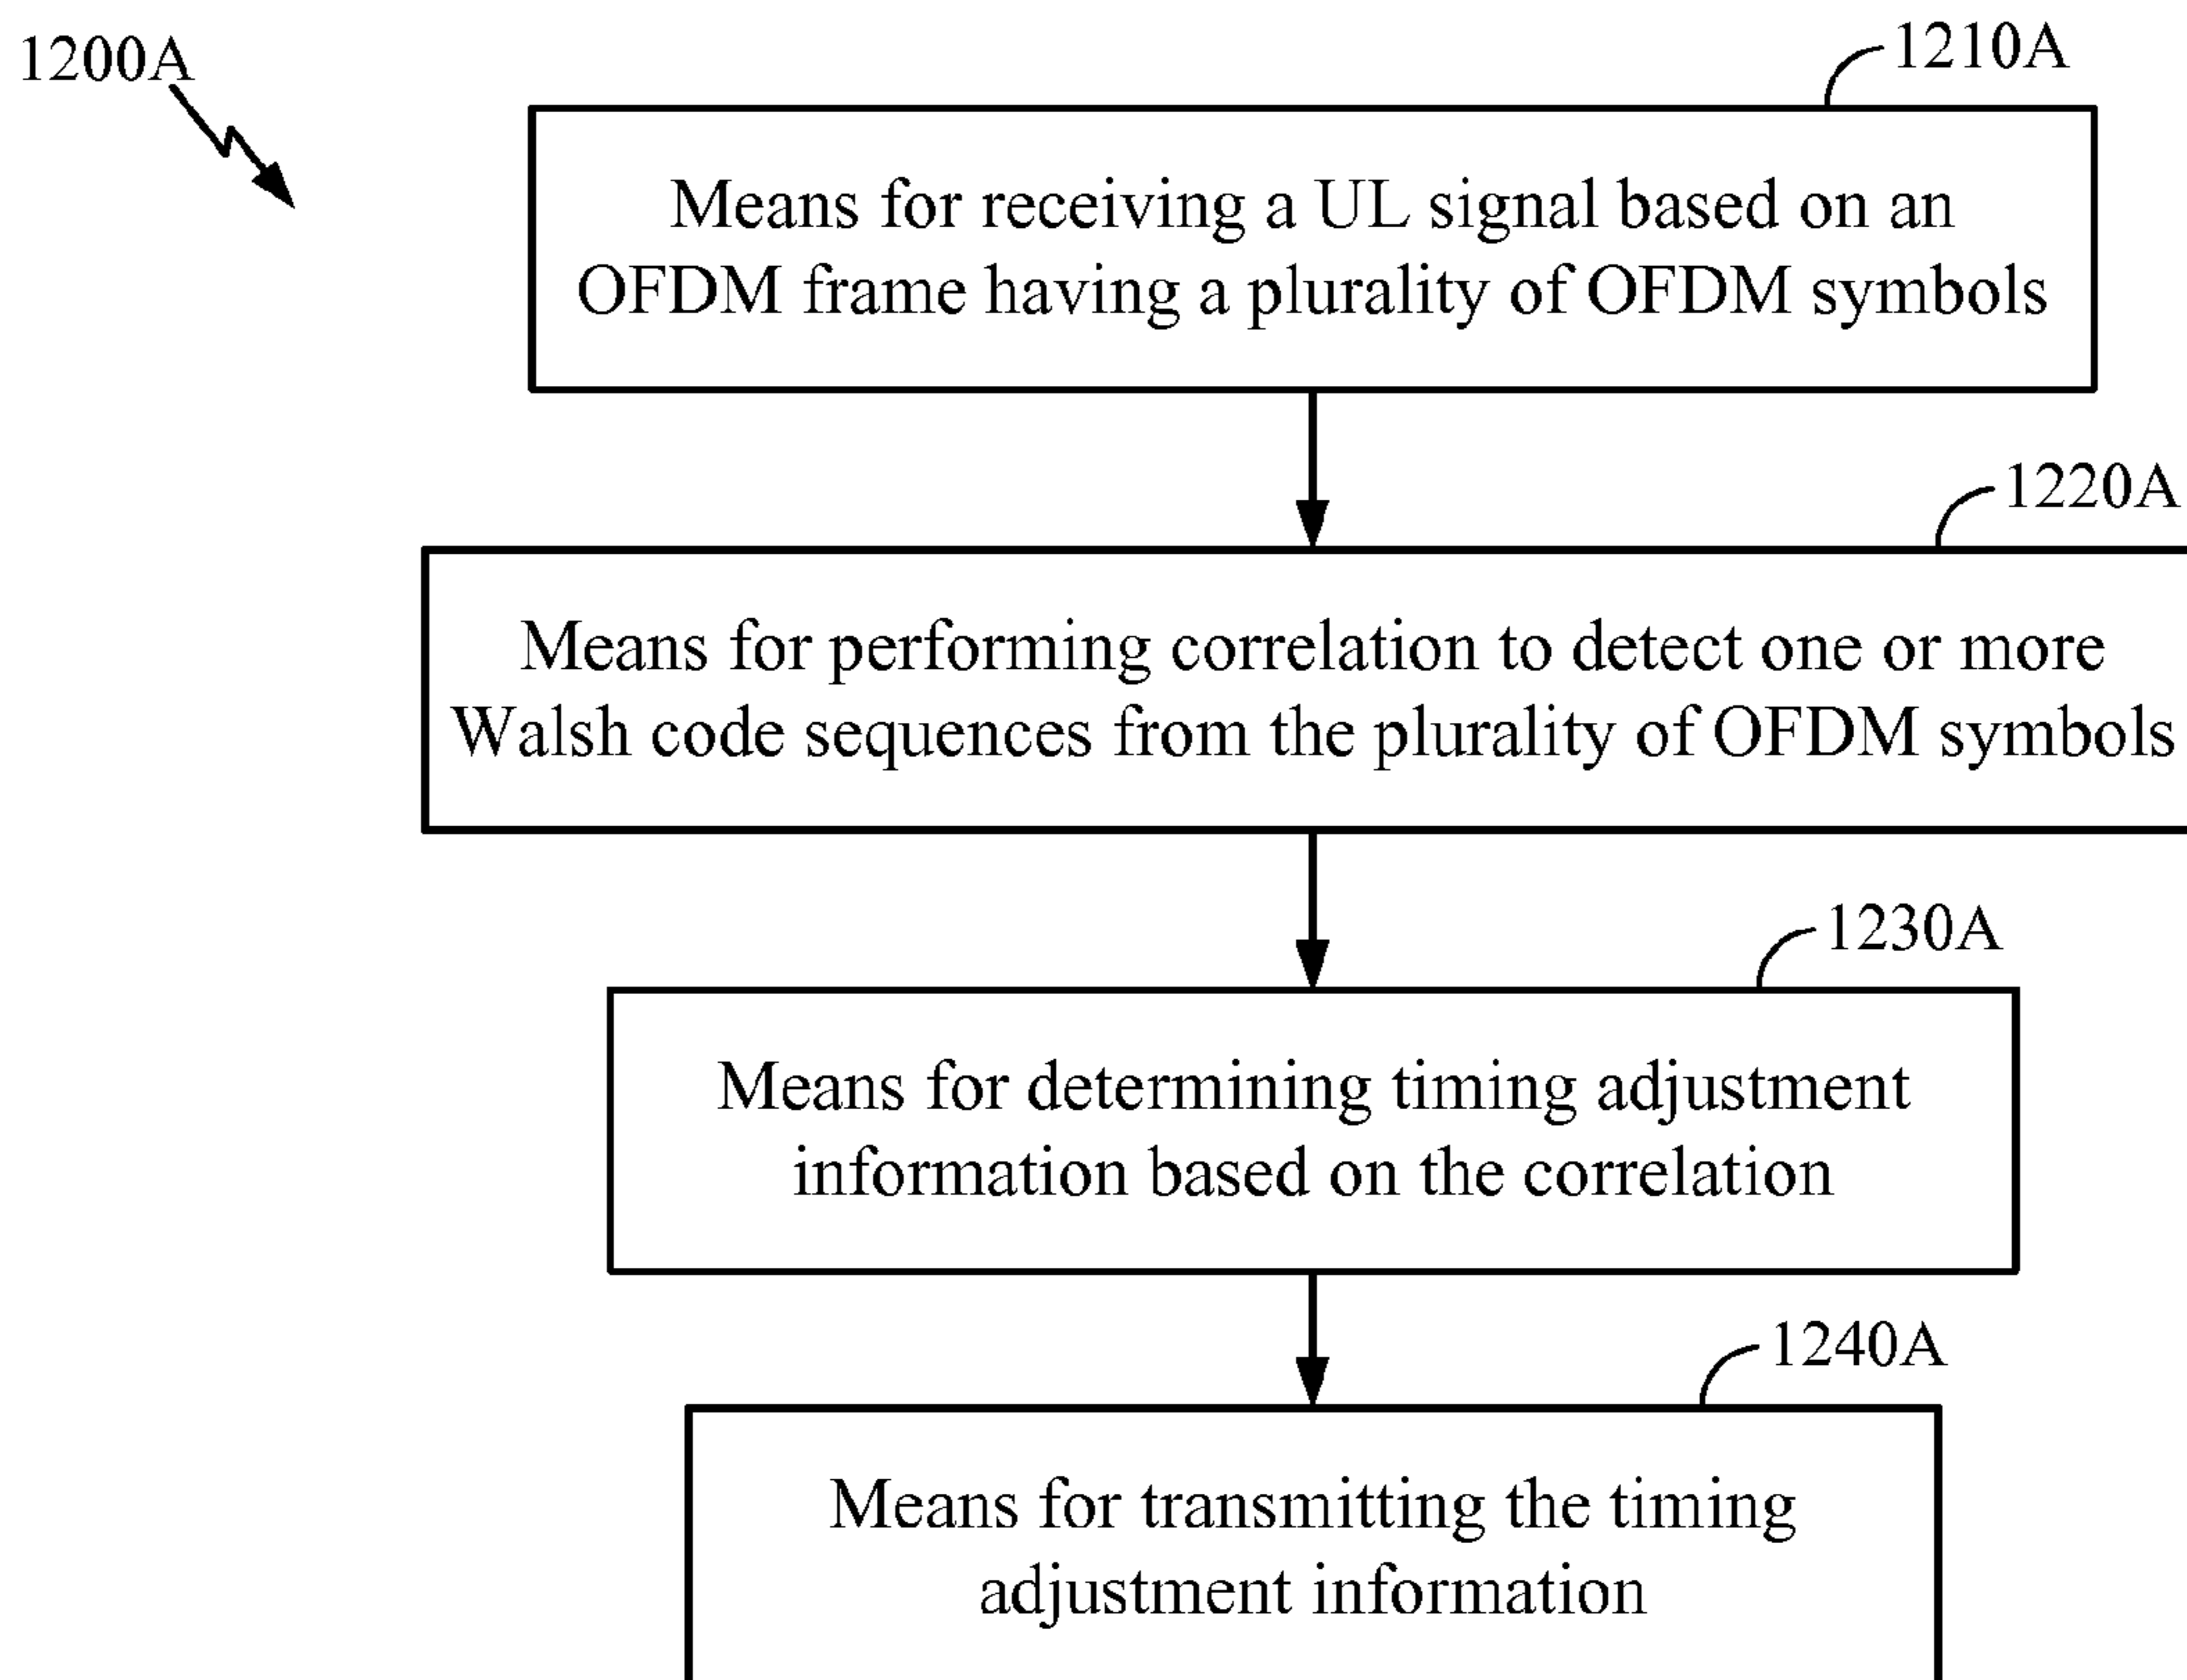 1200A
1210A
Means for receiving a UL signal based on an
OFDM frame having a plurality of OFDM symbols
1220A
Means for performing correlation to detect one or more
Walsh code sequences from the plurality of OFDM symbols
1230A
Means for determining timing adjustment
information based on the correlation
1240A
Means for transmitting the timing
adjustment information